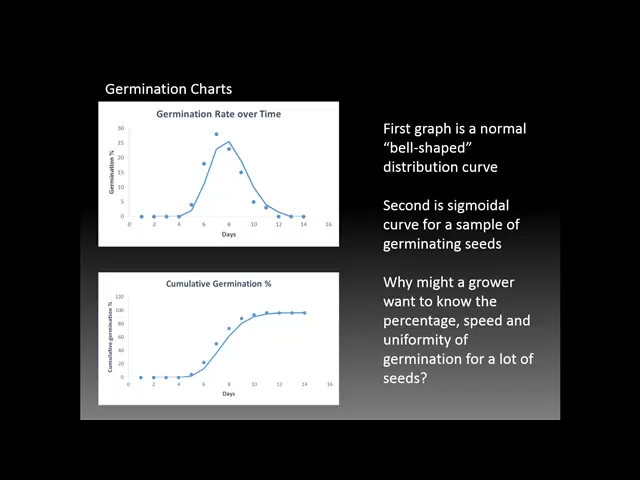 Germination Charts
Germination Rate over Time
Germination %
30
25
20
15
10
5
0
0 2 4 6 8 10 12 14 16
Days
First graph is a normal
“bell-shaped”
distribution curve
Second is sigmoidal
curve for a sample of
germinating seeds
Cumulative Germination %
Cumulative germination %
120
100
80
60
40
20
0
0 2 4 6 8 10 12 14 16
Days
Why might a grower
want to know the
percentage, speed and
uniformity of
germination for a lot of
seeds?